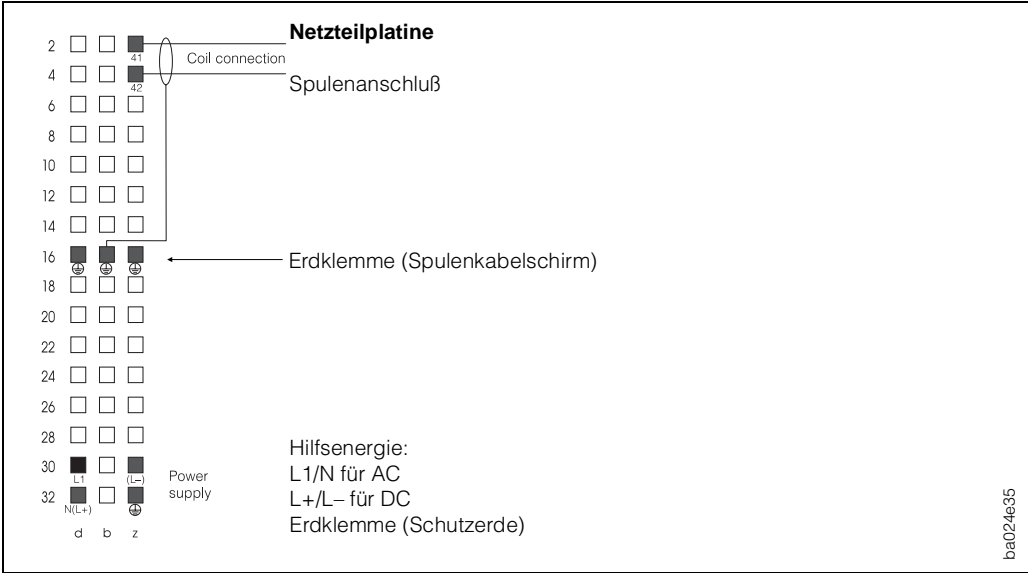 Netzteilplatine
2
41
Coil connection
4
42
Spulenanschluß
6
8
10
12
14
16
Erdklemme (Spulenkabelschirm)
18
20
22
24
26
28
Hilfsenergie:
30
L1
(L–)
Power
supply
L1/N für AC
32
N(L+)
L+/L– für DC
Erdklemme (Schutzerde)
d b z
ba024e35